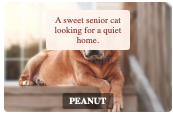 A sweet senior cat
looking for a quiet
home.
PEANUT